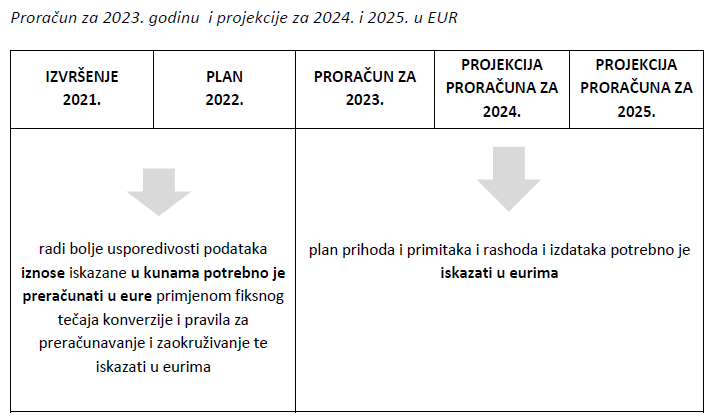 Proračun za 2023. godinu  i projekcije za 2024. i 2025. u EUR
IZVRŠENJE
2021.
PLAN
2022.
PRORAČUN ZA
2023.
PROJEKCIJA
PRORAČUNA ZA
2024.
PROJEKCIJA
PRORAČUNA ZA
2025.
radi bolje usporedivosti podataka
iznose iskazane u kunama potrebno je
preračunati u eure primjenom fiksnog
tečaja konverzije i pravila za
preračunavanje i zaokruživanje te
iskazati u eurima
plan prihoda i primitaka i rashoda i izdataka potrebno je
iskazati u eurima